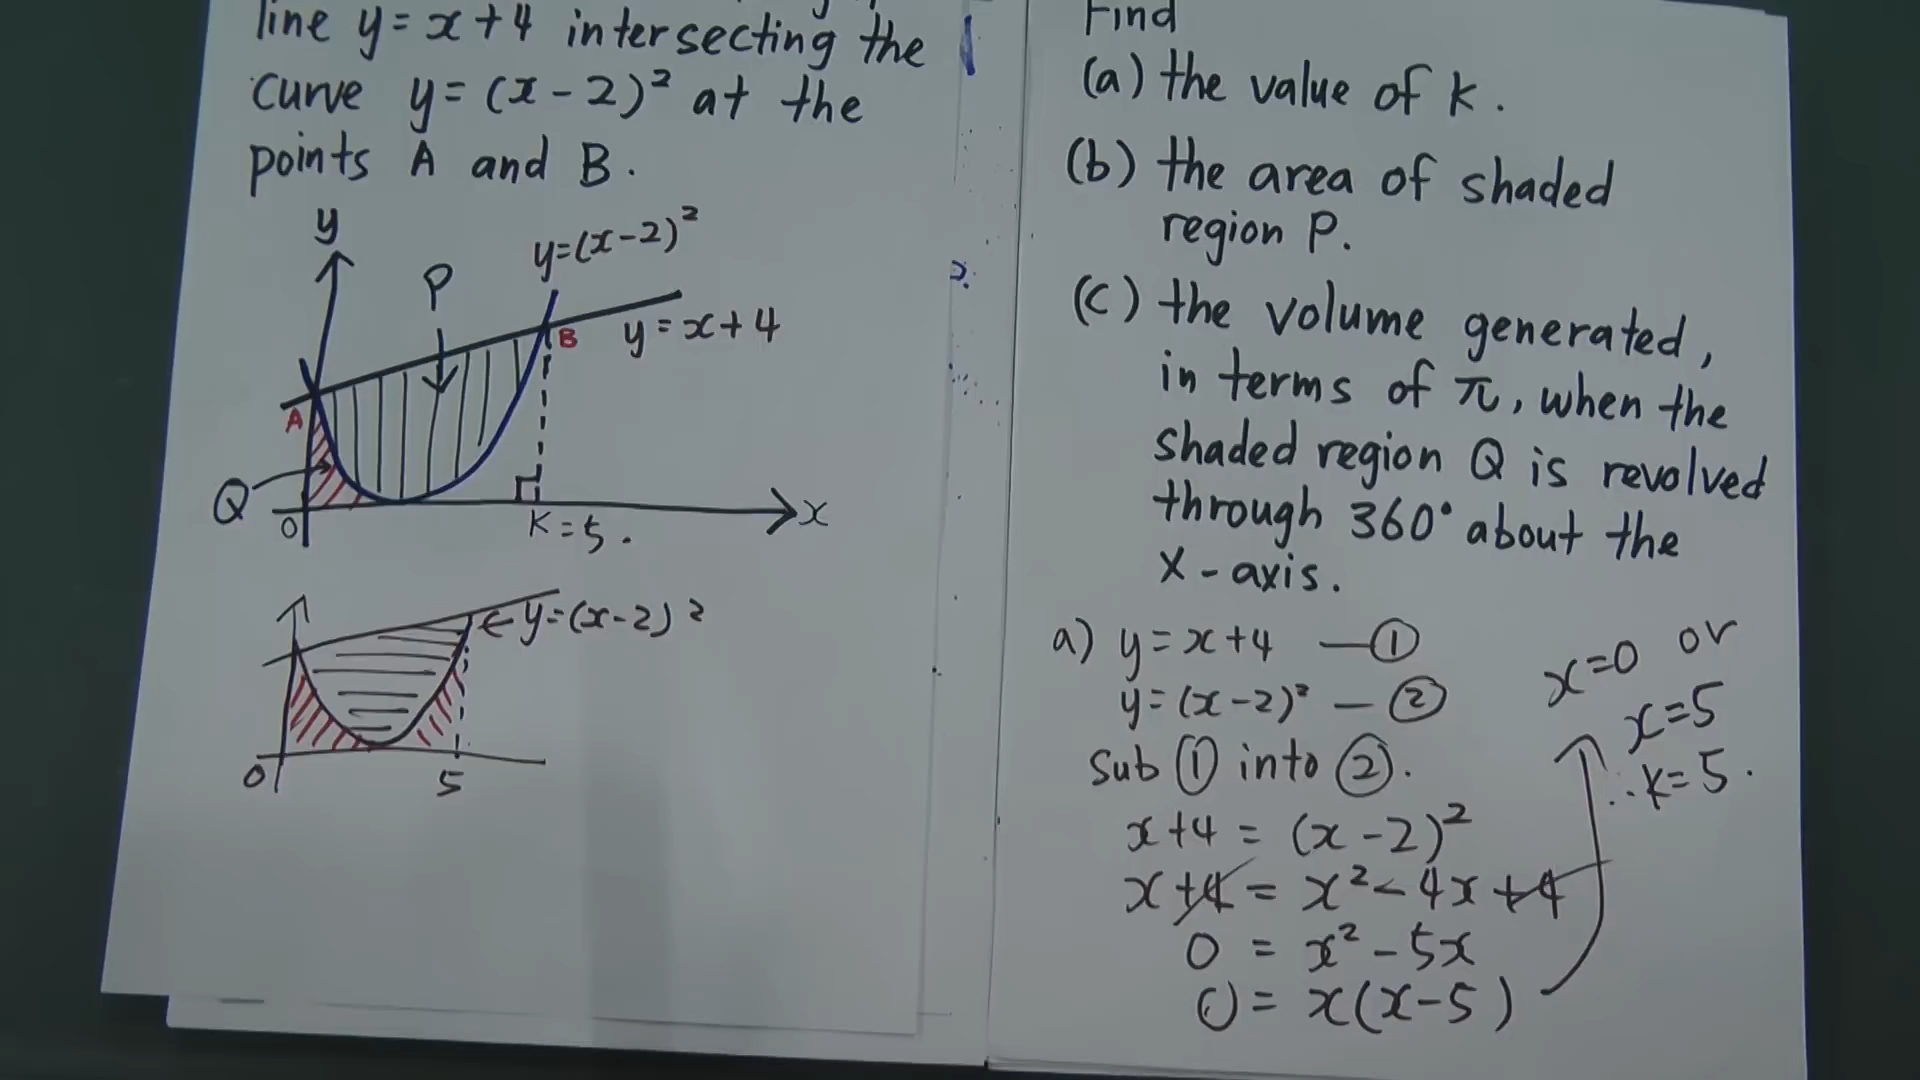 line y = x + 4 intersecting the
curve y = (x - 2)² at the
points A and B.
y
y=(x-2)²
P
B
y = x + 4
A
Q
0
K = 5.
x
← y=(x-2)²
0
5
Find
(a) the value of k.
(b) the area of shaded
region P.
(c) the volume generated,
in terms of π, when the
shaded region Q is revolved
through 360° about the
x-axis.
a) y = x + 4 — ①
y = (x - 2)² — ②
Sub ① into ②.
x + 4 = (x - 2)²
x + 4 = x² - 4x + 4
0 = x² - 5x
0 = x(x - 5)
x = 0 or
x = 5
∴ k = 5.